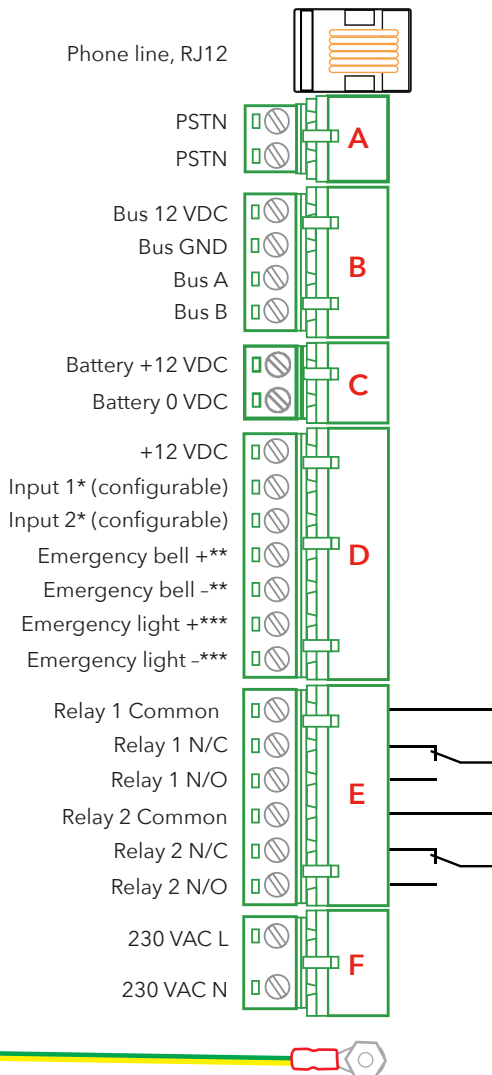 Phone line, RJ12
PSTN
PSTN
A
Bus 12 VDC
Bus GND
Bus A
Bus B
B
Battery +12 VDC
Battery 0 VDC
C
+12 VDC
Input 1* (configurable)
Input 2* (configurable)
Emergency bell +**
Emergency bell –**
Emergency light +***
Emergency light –***
D
Relay 1 Common
Relay 1 N/C
Relay 1 N/O
Relay 2 Common
Relay 2 N/C
Relay 2 N/O
E
230 VAC L
230 VAC N
F